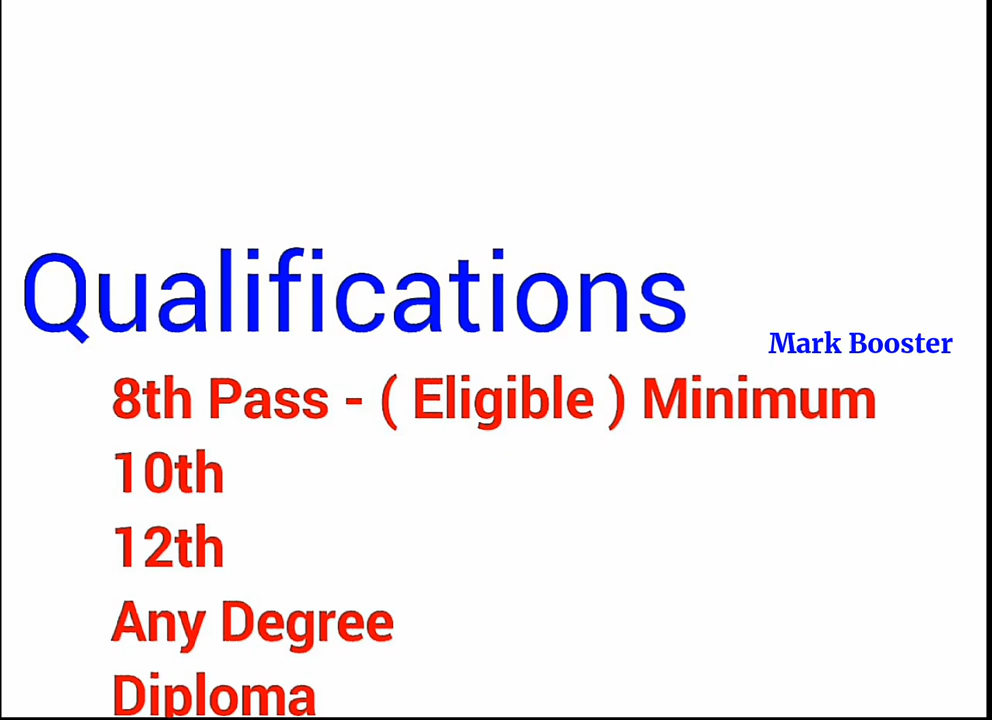 Qualifications
Mark Booster
8th Pass - ( Eligible ) Minimum
10th
12th
Any Degree
Diploma